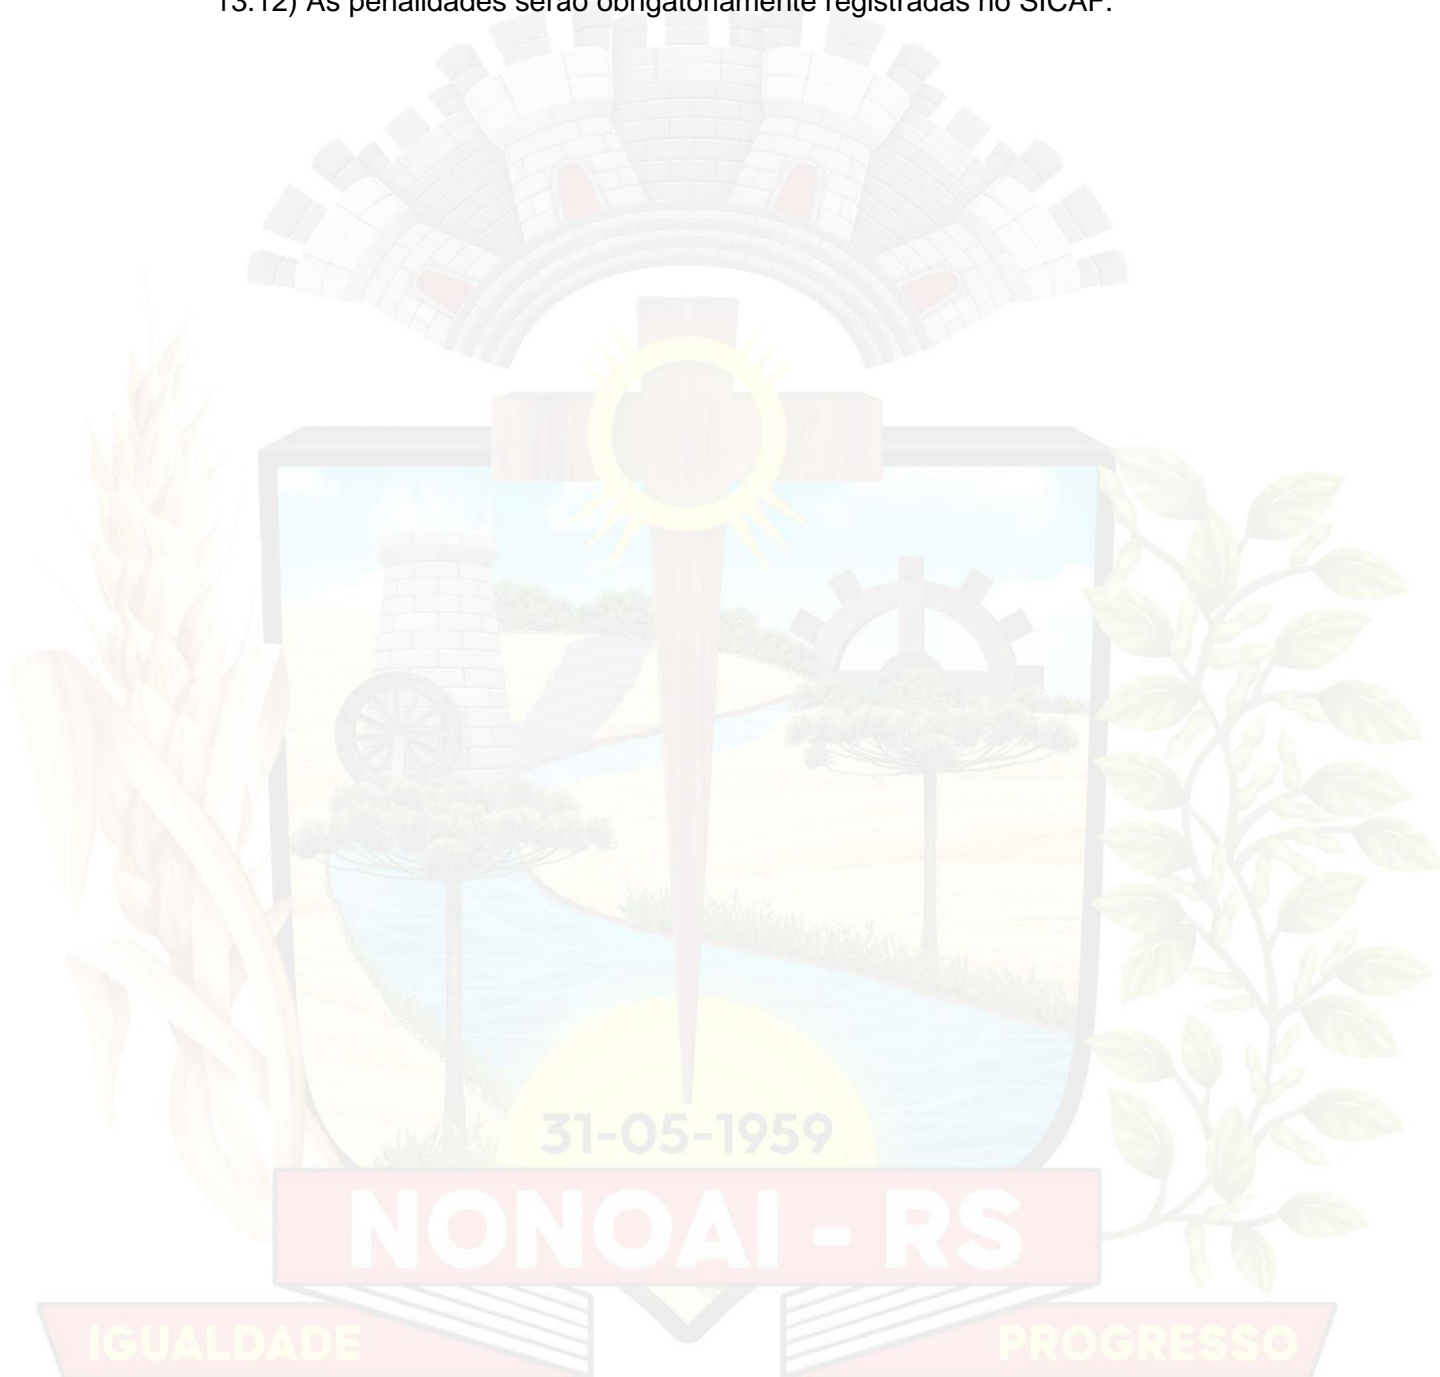 13.12) As penalidades serão obrigatoriamente registradas no SICAF.
31-05-1959
NONOAI - RS
IGUALDADE
PROGRESSO